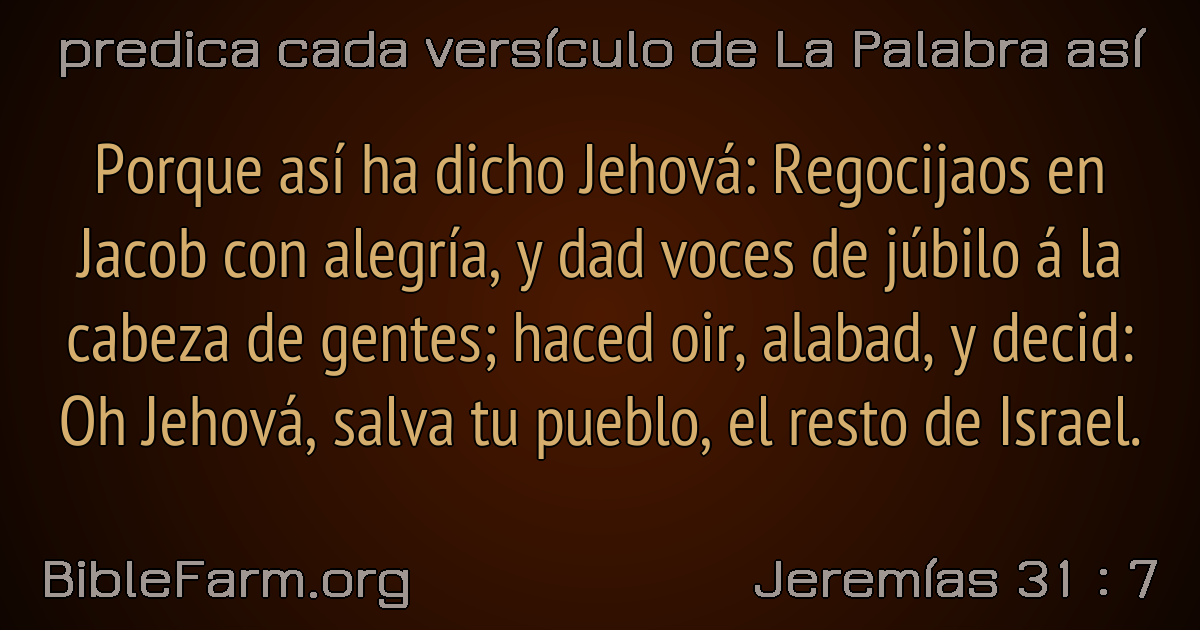 predica cada versículo de La Palabra así
Porque así ha dicho Jehová: Regocijaos en
Jacob con alegría, y dad voces de júbilo á la
cabeza de gentes; haced oir, alabad, y decid:
Oh Jehová, salva tu pueblo, el resto de Israel.
BibleFarm.org
Jeremías 31 : 7